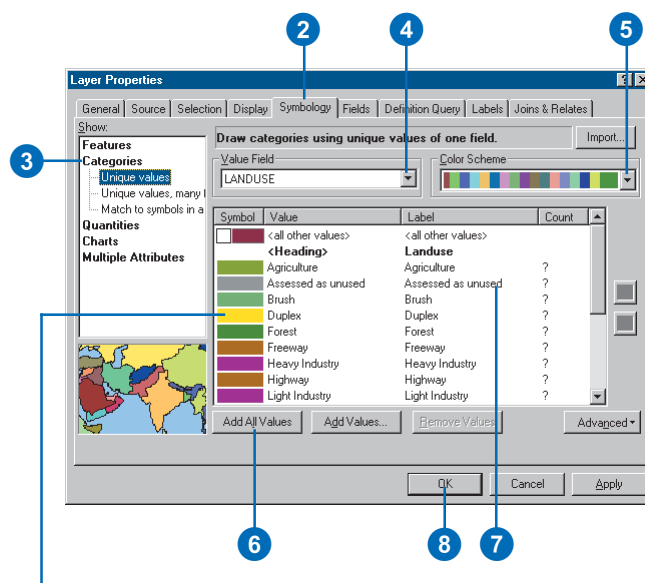 2
4
5
Layer Properties
General Source Selection Display Symbology Fields Definition Query Labels Joins & Relates
Show:
3
Features
Categories
Unique values
Unique values, many
Match to symbols in a
Quantities
Charts
Multiple Attributes
Draw categories using unique values of one field.
Import...
Value Field
LANDUSE
Color Scheme
Symbol Value Label Count
<all other values> <all other values>
<Heading> Landuse
Agriculture Agriculture ?
Assessed as unused Assessed as unused ?
Brush Brush ?
Duplex Duplex ?
Forest Forest ?
Freeway Freeway ?
Heavy Industry Heavy Industry ?
Highway Highway ?
Light Industry Light Industry ?
Add All Values Add Values... Remove Values Advanced
OK Cancel Apply
6
8
7